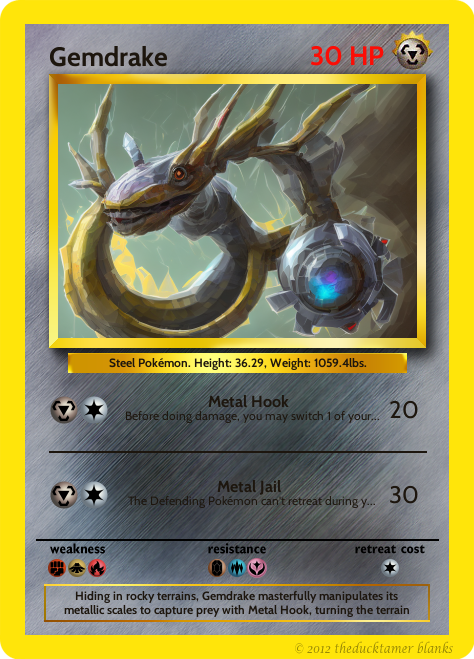 Gemdrake 30 HP
Steel Pokémon. Height: 36.29, Weight: 1059.4lbs.
Metal Hook
Before doing damage, you may switch 1 of your... 20
Metal Jail
The Defending Pokémon can't retreat during y... 30
weakness resistance retreat cost
Hiding in rocky terrains, Gemdrake masterfully manipulates its
metallic scales to capture prey with Metal Hook, turning the terrain
© 2012 theducktamer blanks